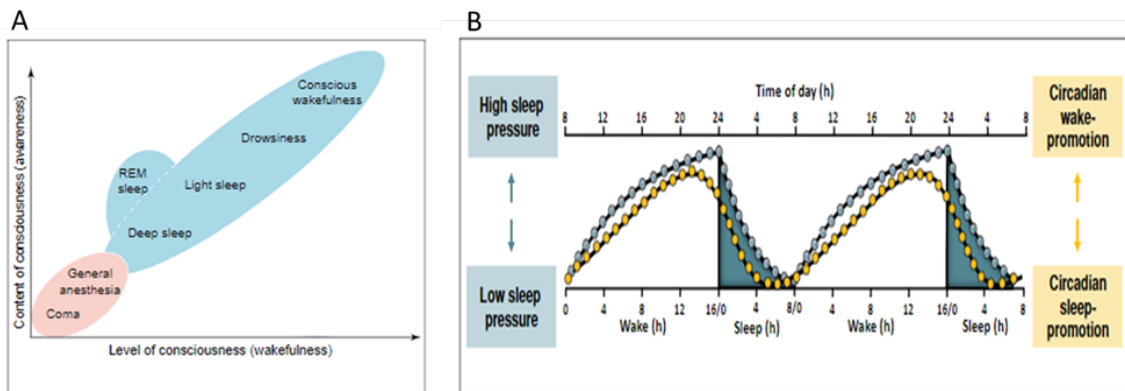 A
B
Content of consciousness (awareness)
Conscious
wakefulness
Drowsiness
REM
sleep
Light sleep
Deep sleep
General
anesthesia
Coma
Level of consciousness (wakefulness)
High sleep
pressure
Low sleep
pressure
Time of day (h)
8 12 16 20 24 4 8 12 16 20 24 4 8
0 4 8 12 16/0 4 8/0 4 8 12 16/0 4 8
Wake (h) Sleep (h) Wake (h) Sleep (h)
Circadian
wake-
promotion
Circadian
sleep-
promotion